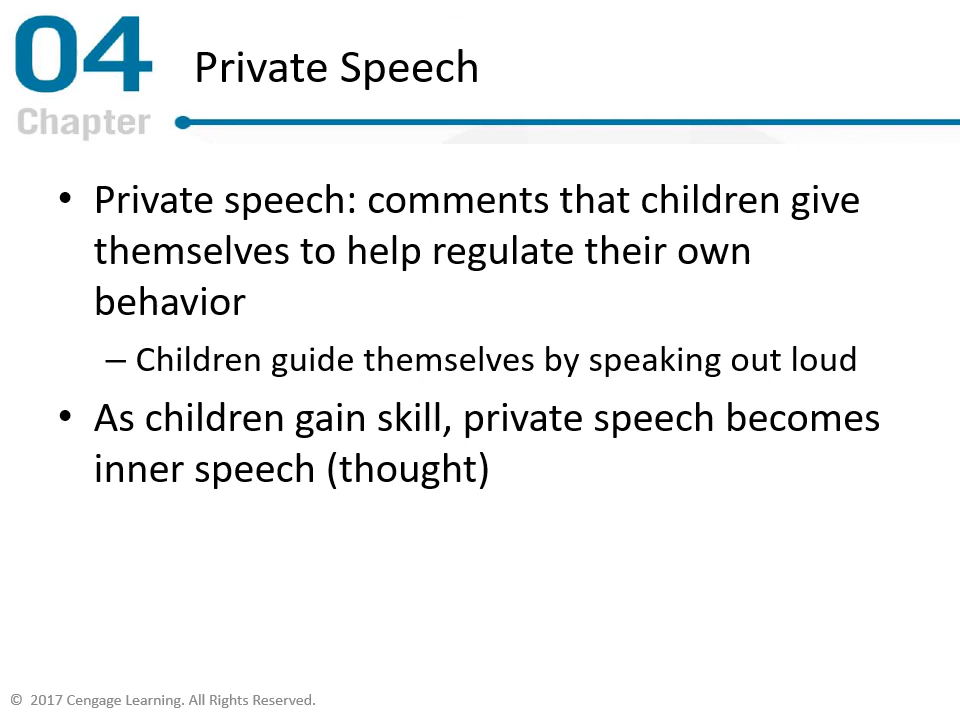 04
Chapter
Private Speech
• Private speech: comments that children give
themselves to help regulate their own
behavior
– Children guide themselves by speaking out loud
• As children gain skill, private speech becomes
inner speech (thought)
© 2017 Cengage Learning. All Rights Reserved.